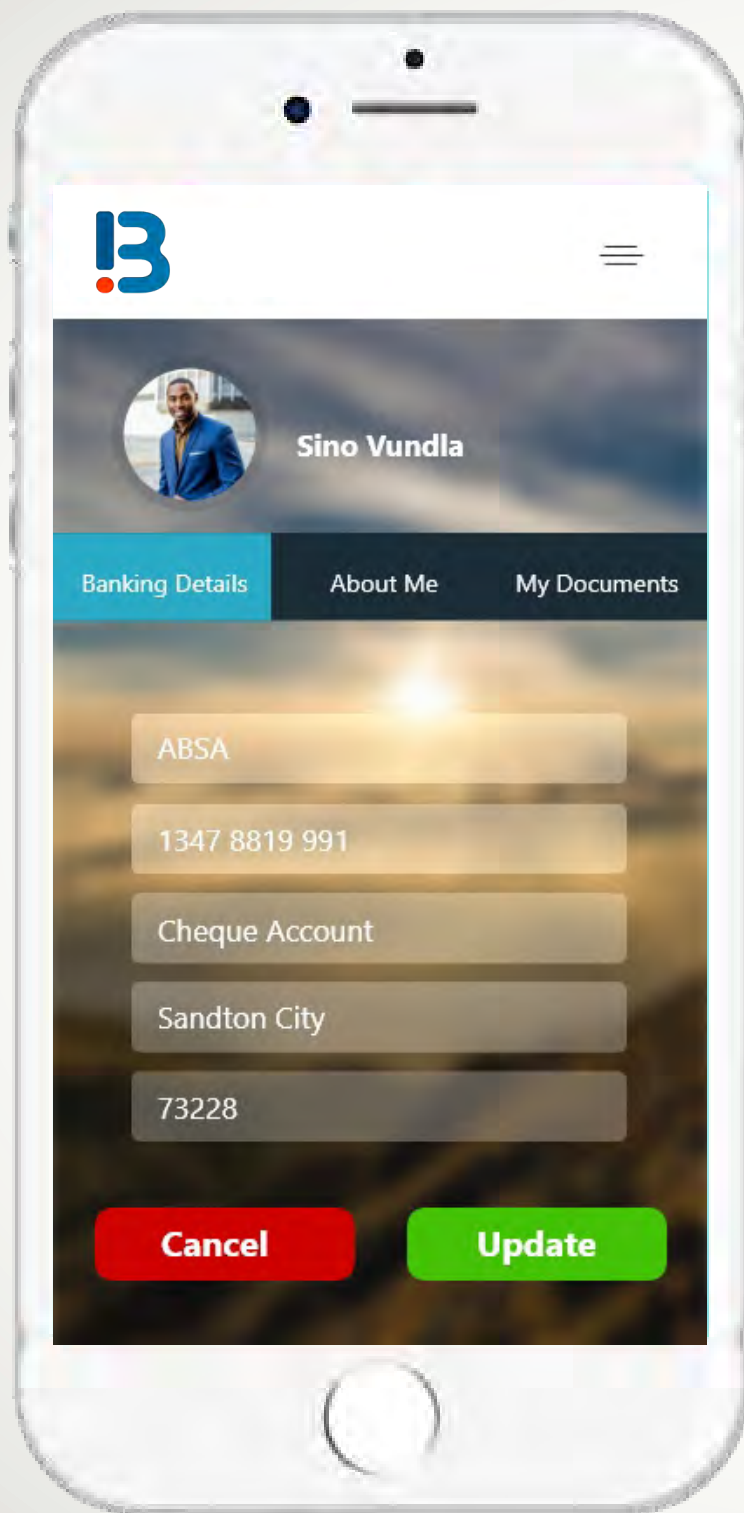 B
Sino Vundla
Banking Details About Me My Documents
ABSA
1347 8819 991
Cheque Account
Sandton City
73228
Cancel Update